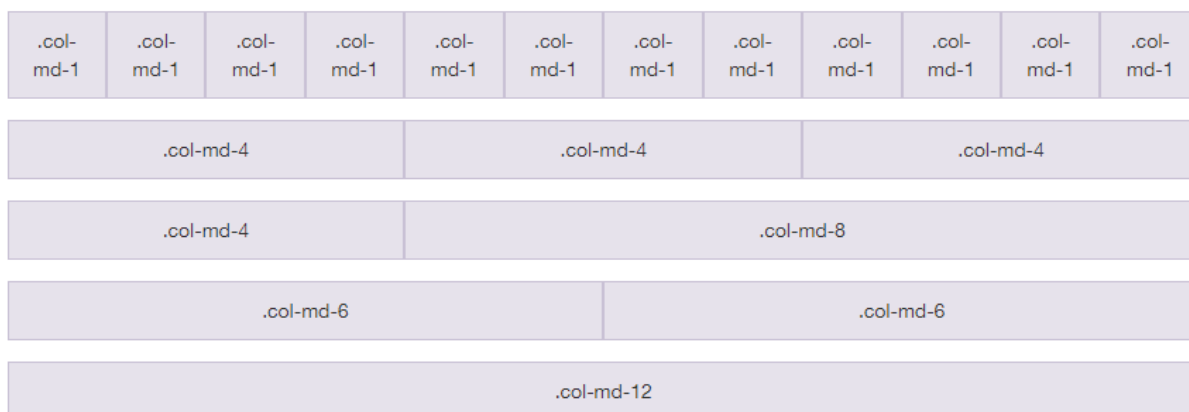 .col- .col- .col- .col- .col- .col- .col- .col- .col- .col- .col- .col-
md-1 md-1 md-1 md-1 md-1 md-1 md-1 md-1 md-1 md-1 md-1 md-1
.col-md-4 .col-md-4 .col-md-4
.col-md-4 .col-md-8
.col-md-6 .col-md-6
.col-md-12